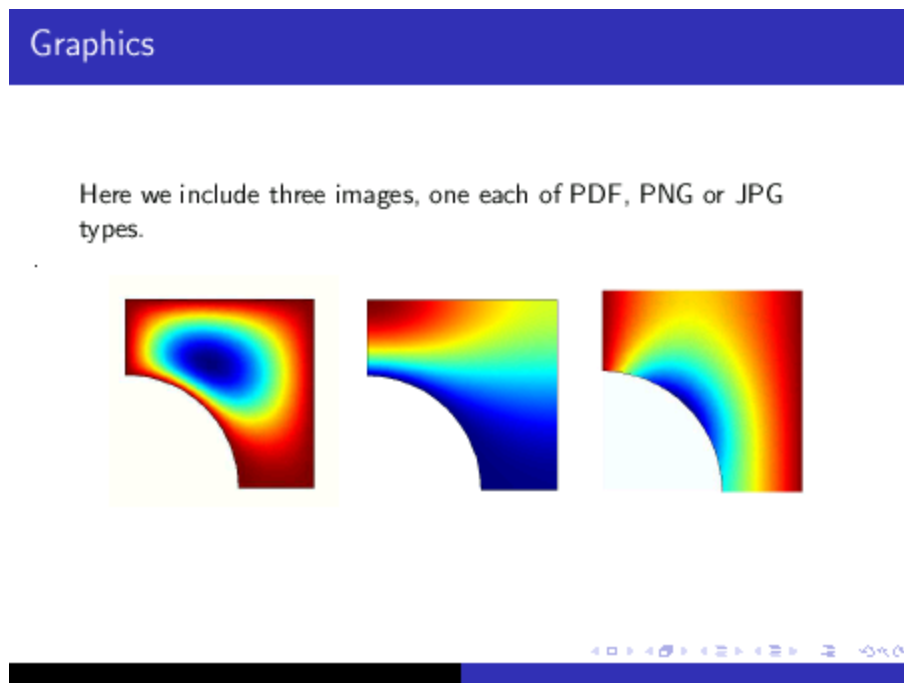 Graphics
Here we include three images, one each of PDF, PNG or JPG
types.
.